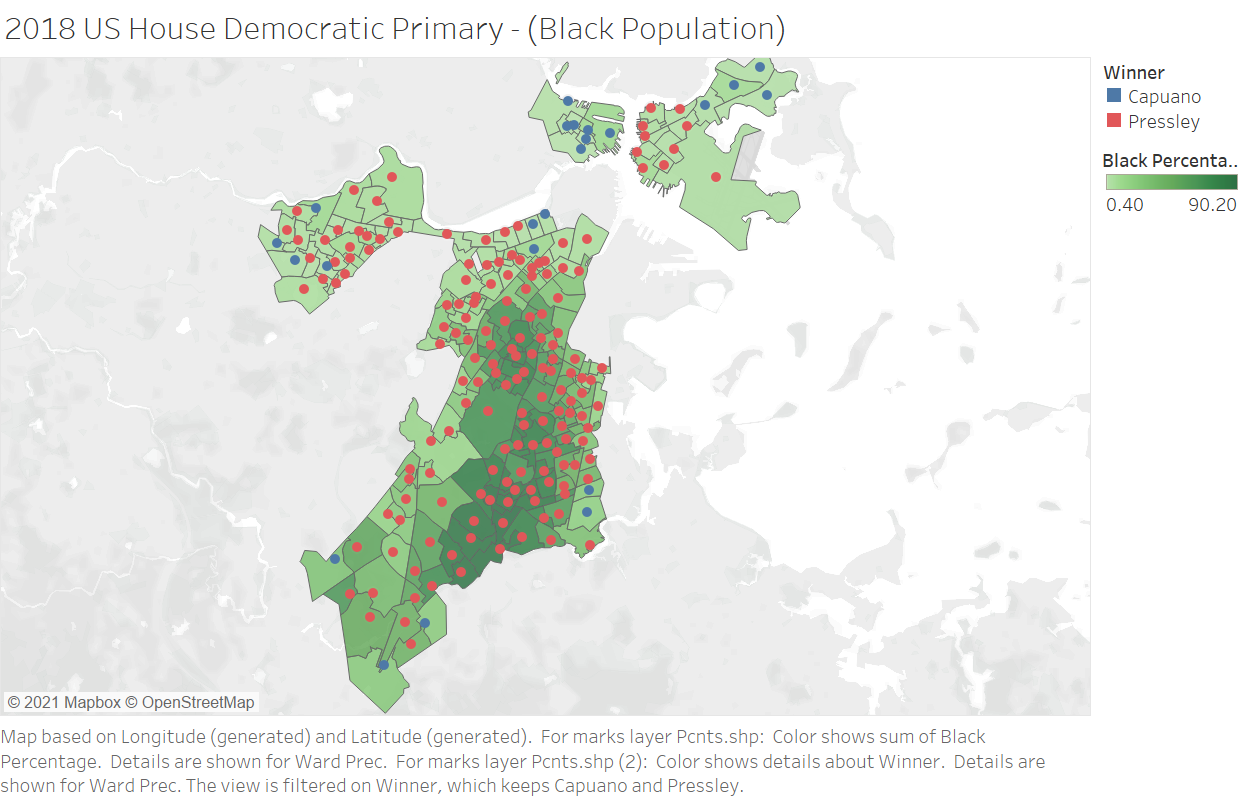 2018 US House Democratic Primary - (Black Population)
Winner
Capuano
Pressley
Black Percenta..
0.40 90.20
© 2021 Mapbox © OpenStreetMap
Map based on Longitude (generated) and Latitude (generated).  For marks layer Pcnts.shp:  Color shows sum of Black
Percentage.  Details are shown for Ward Prec.  For marks layer Pcnts.shp (2):  Color shows details about Winner.  Details are
shown for Ward Prec. The view is filtered on Winner, which keeps Capuano and Pressley.